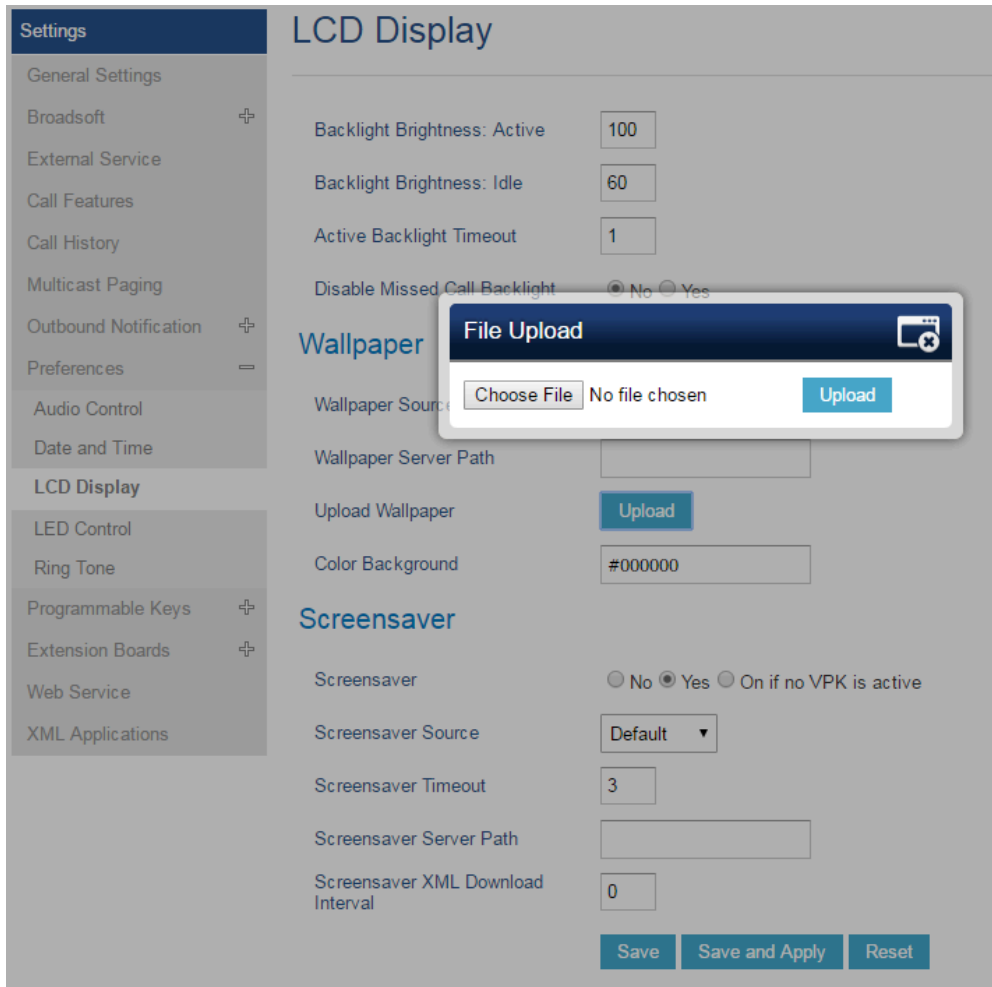 Settings
General Settings
Broadsoft
External Service
Call Features
Call History
Multicast Paging
Outbound Notification
Preferences
Audio Control
Date and Time
LCD Display
LED Control
Ring Tone
Programmable Keys
Extension Boards
Web Service
XML Applications
LCD Display
Backlight Brightness: Active 100
Backlight Brightness: Idle 60
Active Backlight Timeout 1
Disable Missed Call Backlight No Yes
File Upload
Choose File No file chosen Upload
Wallpaper
Wallpaper Source
Wallpaper Server Path
Upload Wallpaper Upload
Color Background #000000
Screensaver
Screensaver No Yes On if no VPK is active
Screensaver Source Default
Screensaver Timeout 3
Screensaver Server Path
Screensaver XML Download
Interval 0
Save Save and Apply Reset